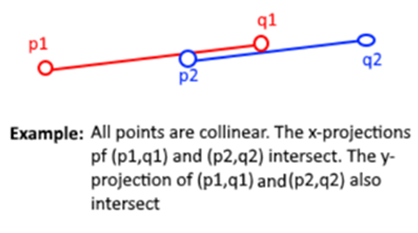 p1
q1
p2
q2
Example: All points are collinear. The x-projections
pf (p1,q1) and (p2,q2) intersect. The y-
projection of (p1,q1) and (p2,q2) also
intersect